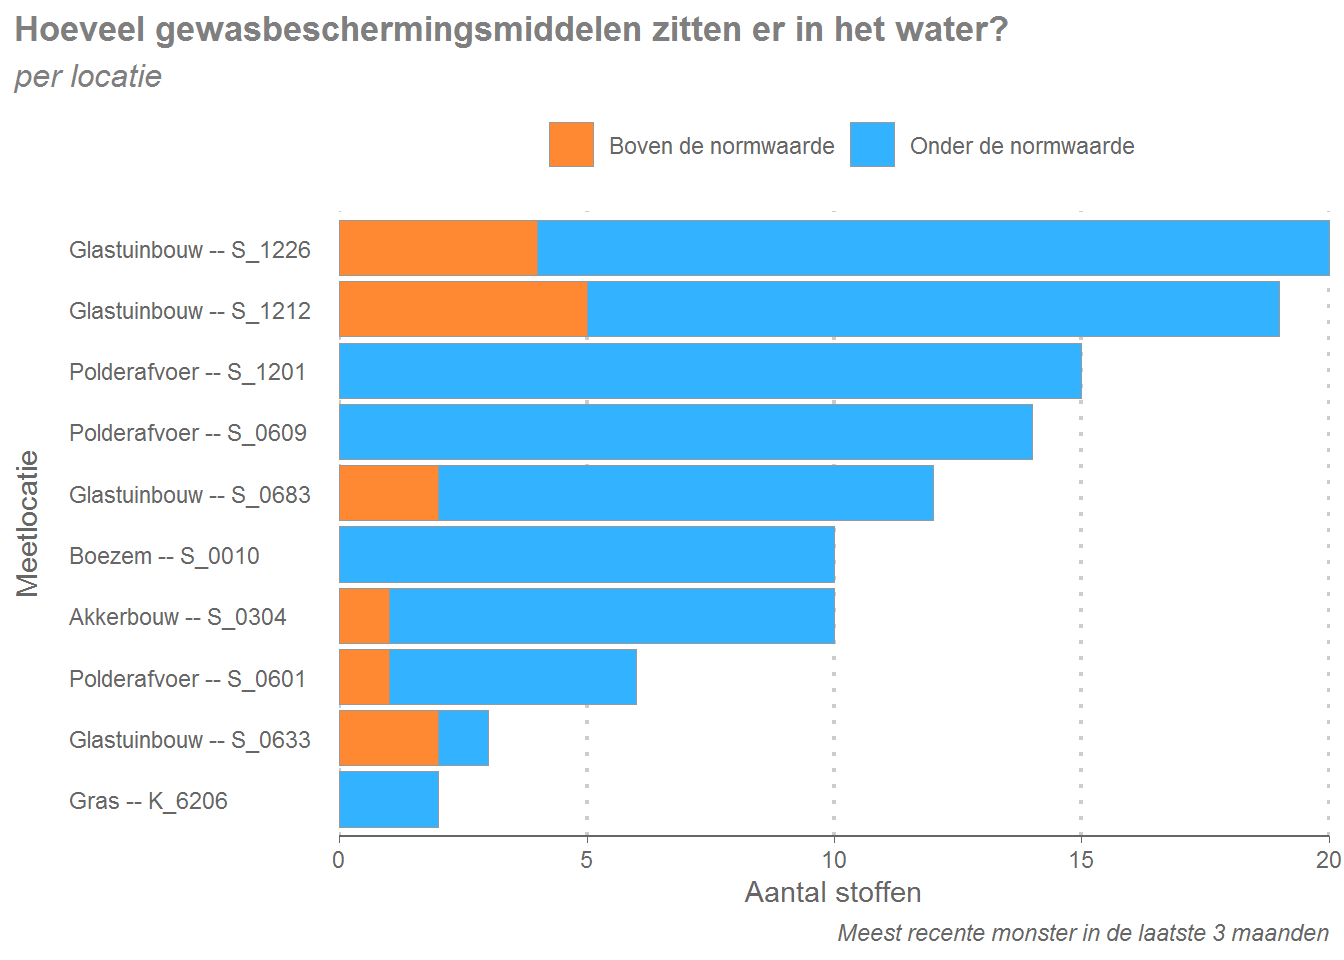 Hoeveel gewasbeschermingsmiddelen zitten er in het water?
per locatie
Boven de normwaarde Onder de normwaarde
Glastuinbouw -- S_1226
Glastuinbouw -- S_1212
Polderafvoer -- S_1201
Polderafvoer -- S_0609
Glastuinbouw -- S_0683
Boezem -- S_0010
Akkerbouw -- S_0304
Polderafvoer -- S_0601
Glastuinbouw -- S_0633
Gras -- K_6206
Meetlocatie
0 5 10 15 20
Aantal stoffen
Meest recente monster in de laatste 3 maanden